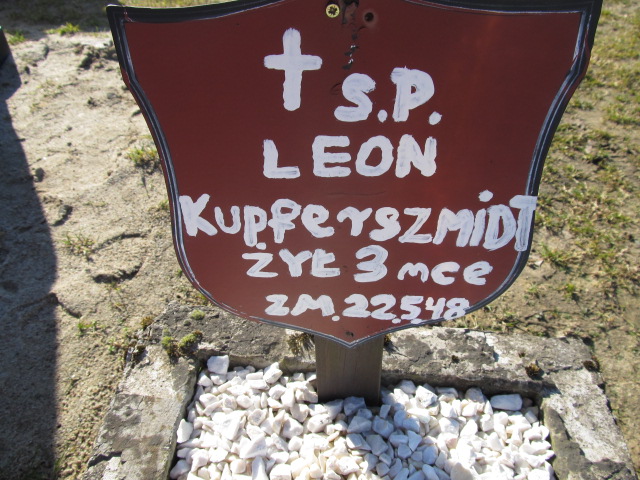 † s.P.
LEON
KupferszMiDT
ŻYŁ 3 mce
ZM.22.5.48